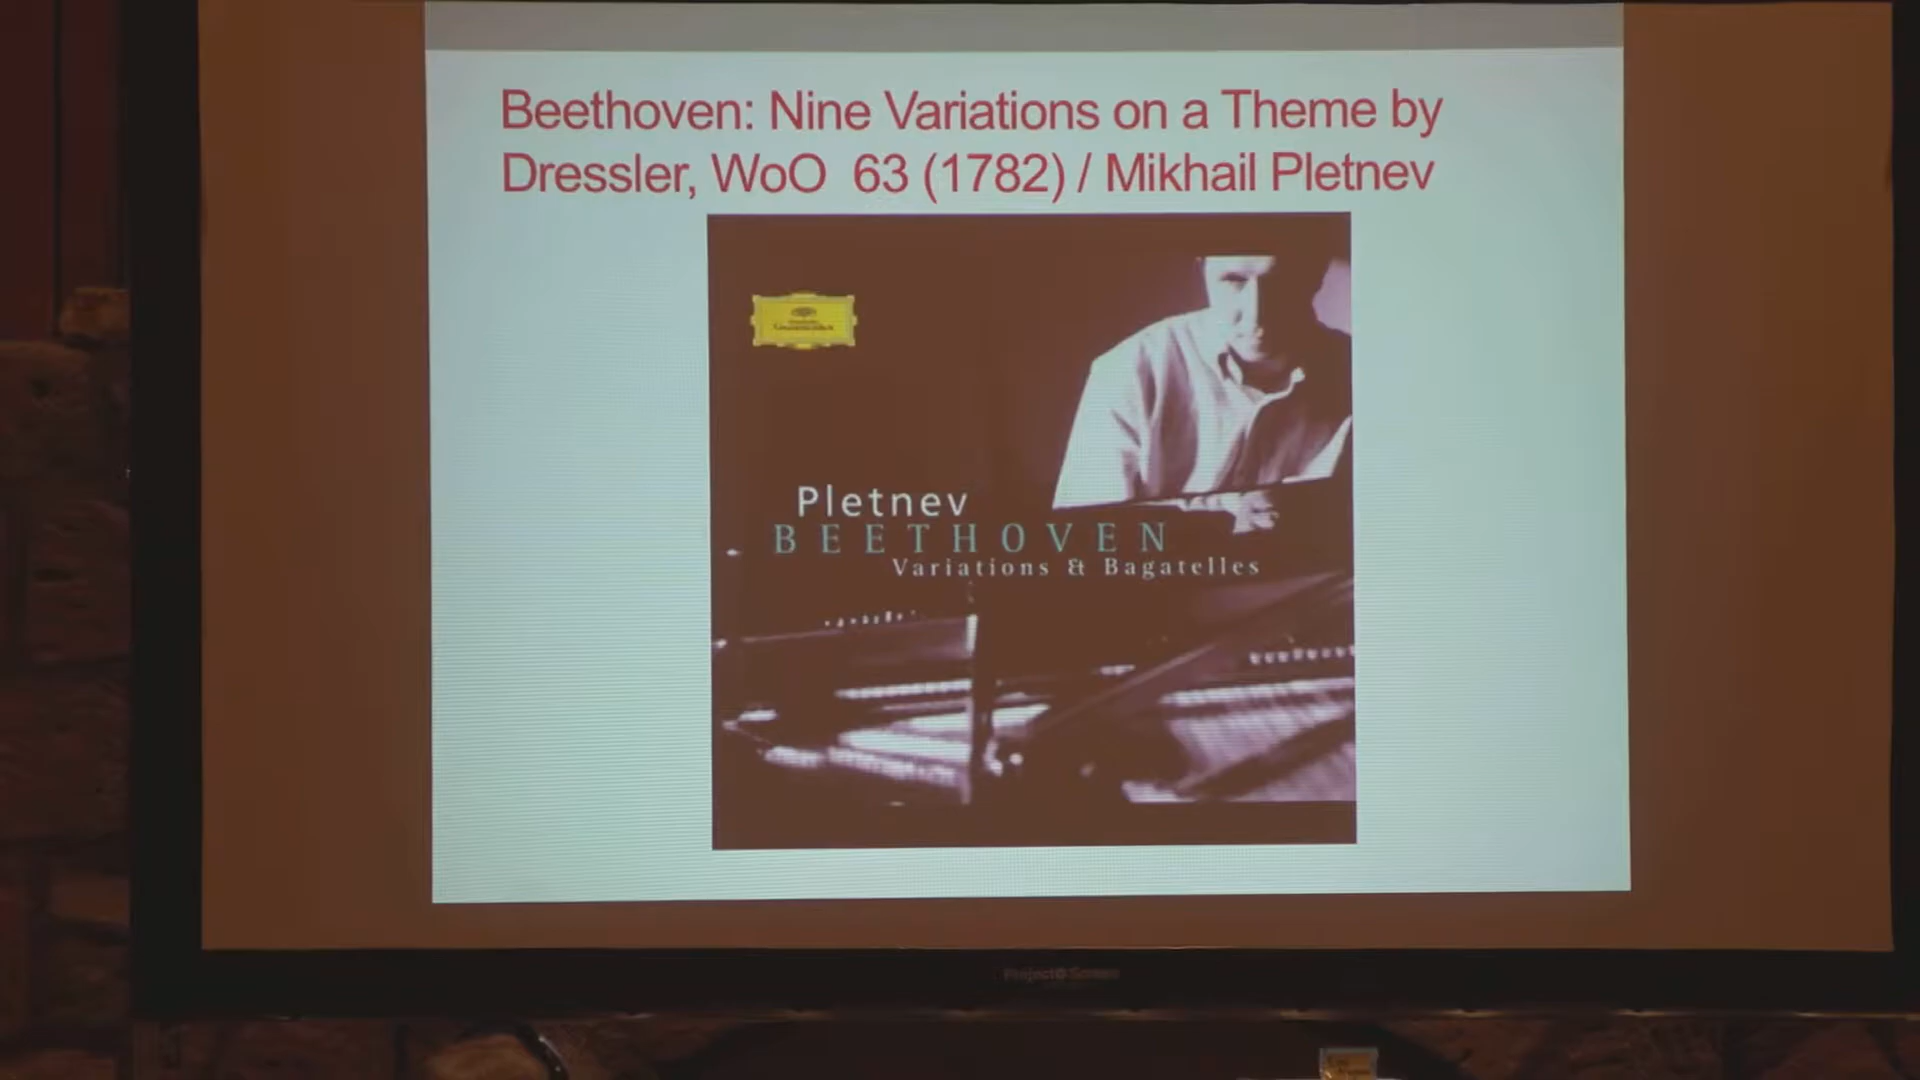 Beethoven: Nine Variations on a Theme by
Dressler, WoO 63 (1782) / Mikhail Pletnev
Pletnev
BEETHOVEN
Variations & Bagatelles